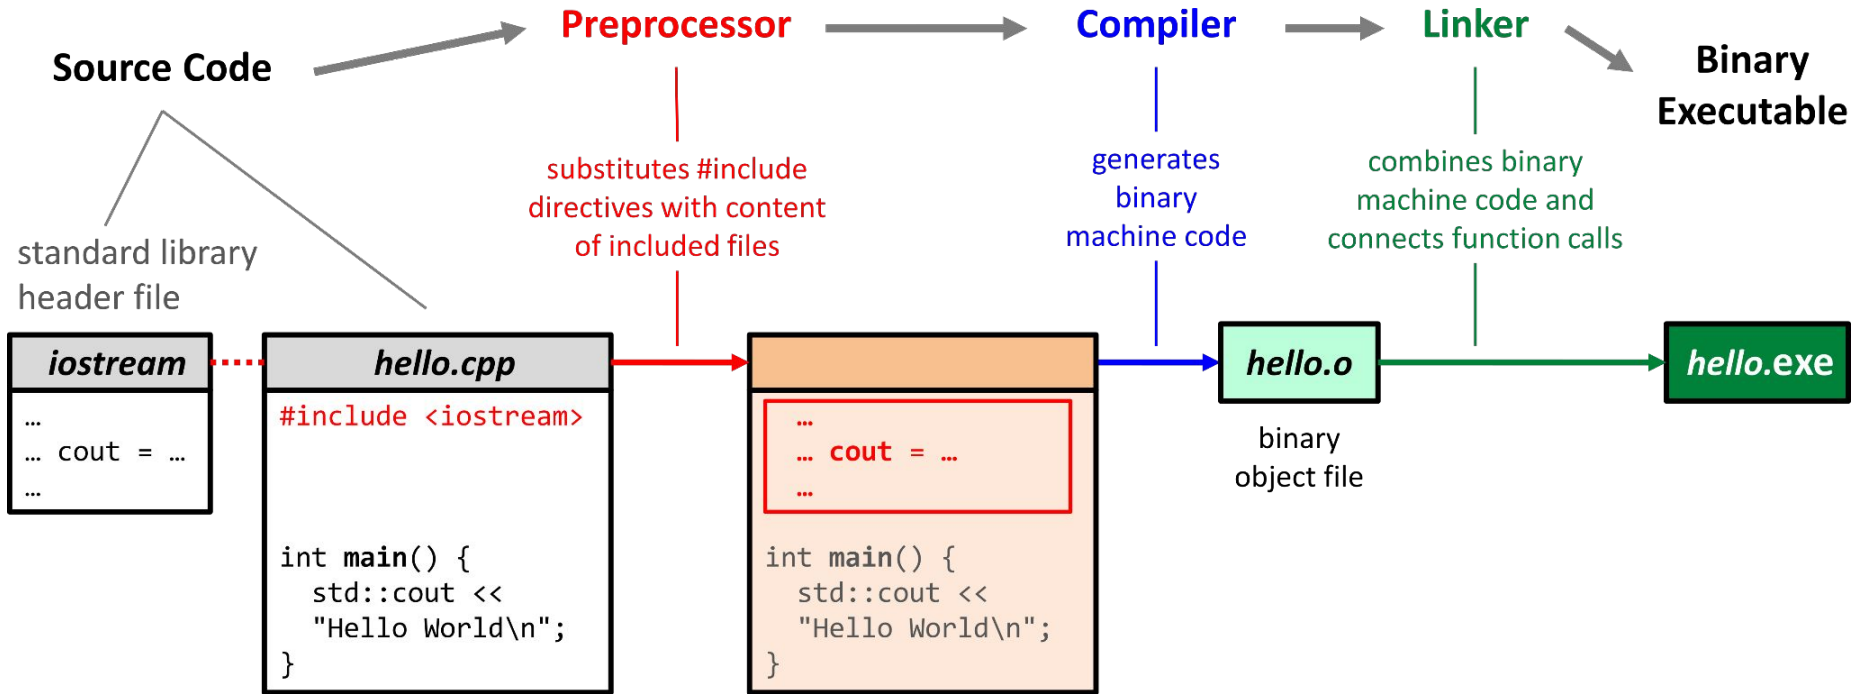 Source Code
Preprocessor
Compiler
Linker
Binary
Executable
substitutes #include
directives with content
of included files
generates
binary
machine code
combines binary
machine code and
connects function calls
standard library
header file
iostream
…
… cout = …
…
hello.cpp
#include <iostream>
int main() {
  std::cout <<
  "Hello World\n";
}
…
… cout = …
…
int main() {
  std::cout <<
  "Hello World\n";
}
hello.o
binary
object file
hello.exe